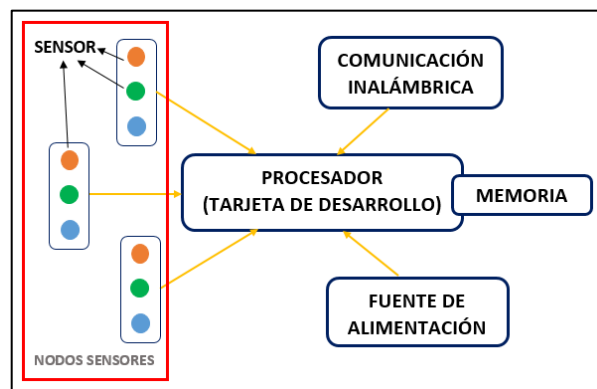 SENSOR
COMUNICACIÓN
INALÁMBRICA
PROCESADOR
(TARJETA DE DESARROLLO)
MEMORIA
FUENTE DE
ALIMENTACIÓN
NODOS SENSORES